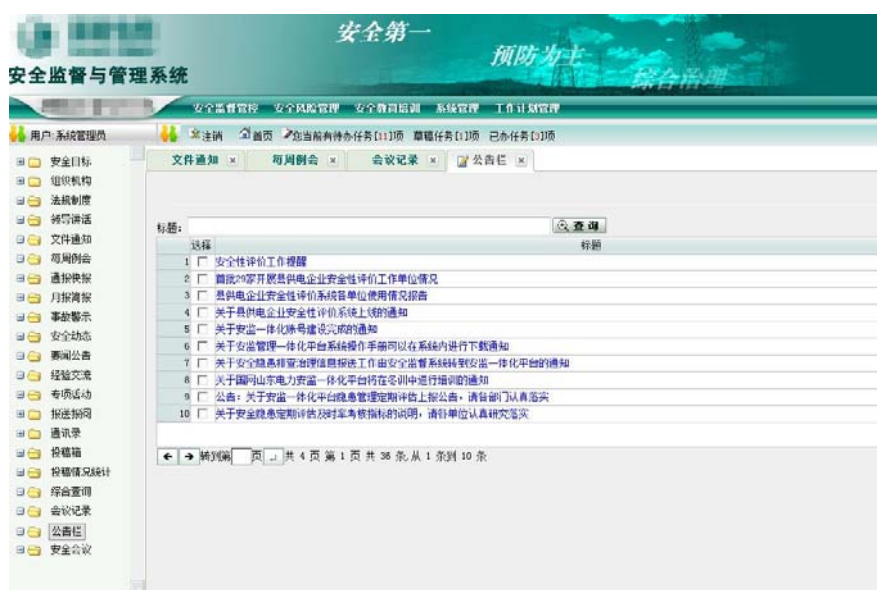 安全第一
预防为主
综合治理
安全监督与管理系统
安全监督管控 安全风险管理 安全教育培训 系统管理 工作计划管理
用户:系统管理员
注销 首页 您当前有待办任务[11]项 草稿任务[1]项 已办任务[3]项
文件通知 每周例会 会议记录 公告栏
安全目标
组织机构
法规制度
领导讲话
文件通知
每周例会
通报快报
月报简报
事故警示
安全动态
要闻公告
经验交流
专项活动
报送报阅
通讯录
投稿箱
投稿情况统计
综合查询
会议记录
公告栏
安全会议
标题: 查询
选择 标题
1 安全性评价工作提醒
2 首批29家开展县供电企业安全性评价工作单位情况
3 县供电企业安全性评价系统各单位使用情况报告
4 关于县供电企业安全性评价系统上线的通知
5 关于安监一体化账号建设完成的通知
6 关于安监管理一体化平台系统操作手册可以在系统内进行下载通知
7 关于安全隐患排查治理信息报送工作由安全监督系统转到安监一体化平台的通知
8 关于国网山东电力安监一体化平台将在冬训中进行培训的通知
9 公告:关于安监一体化平台隐患管理定期评估上报公告,请各部门认真落实
10 关于安全隐患定期评估及时率考核指标的说明,请各单位认真研究落实
转到第 页 共 4 页 第 1 页 共 36 条,从 1 条到 10 条